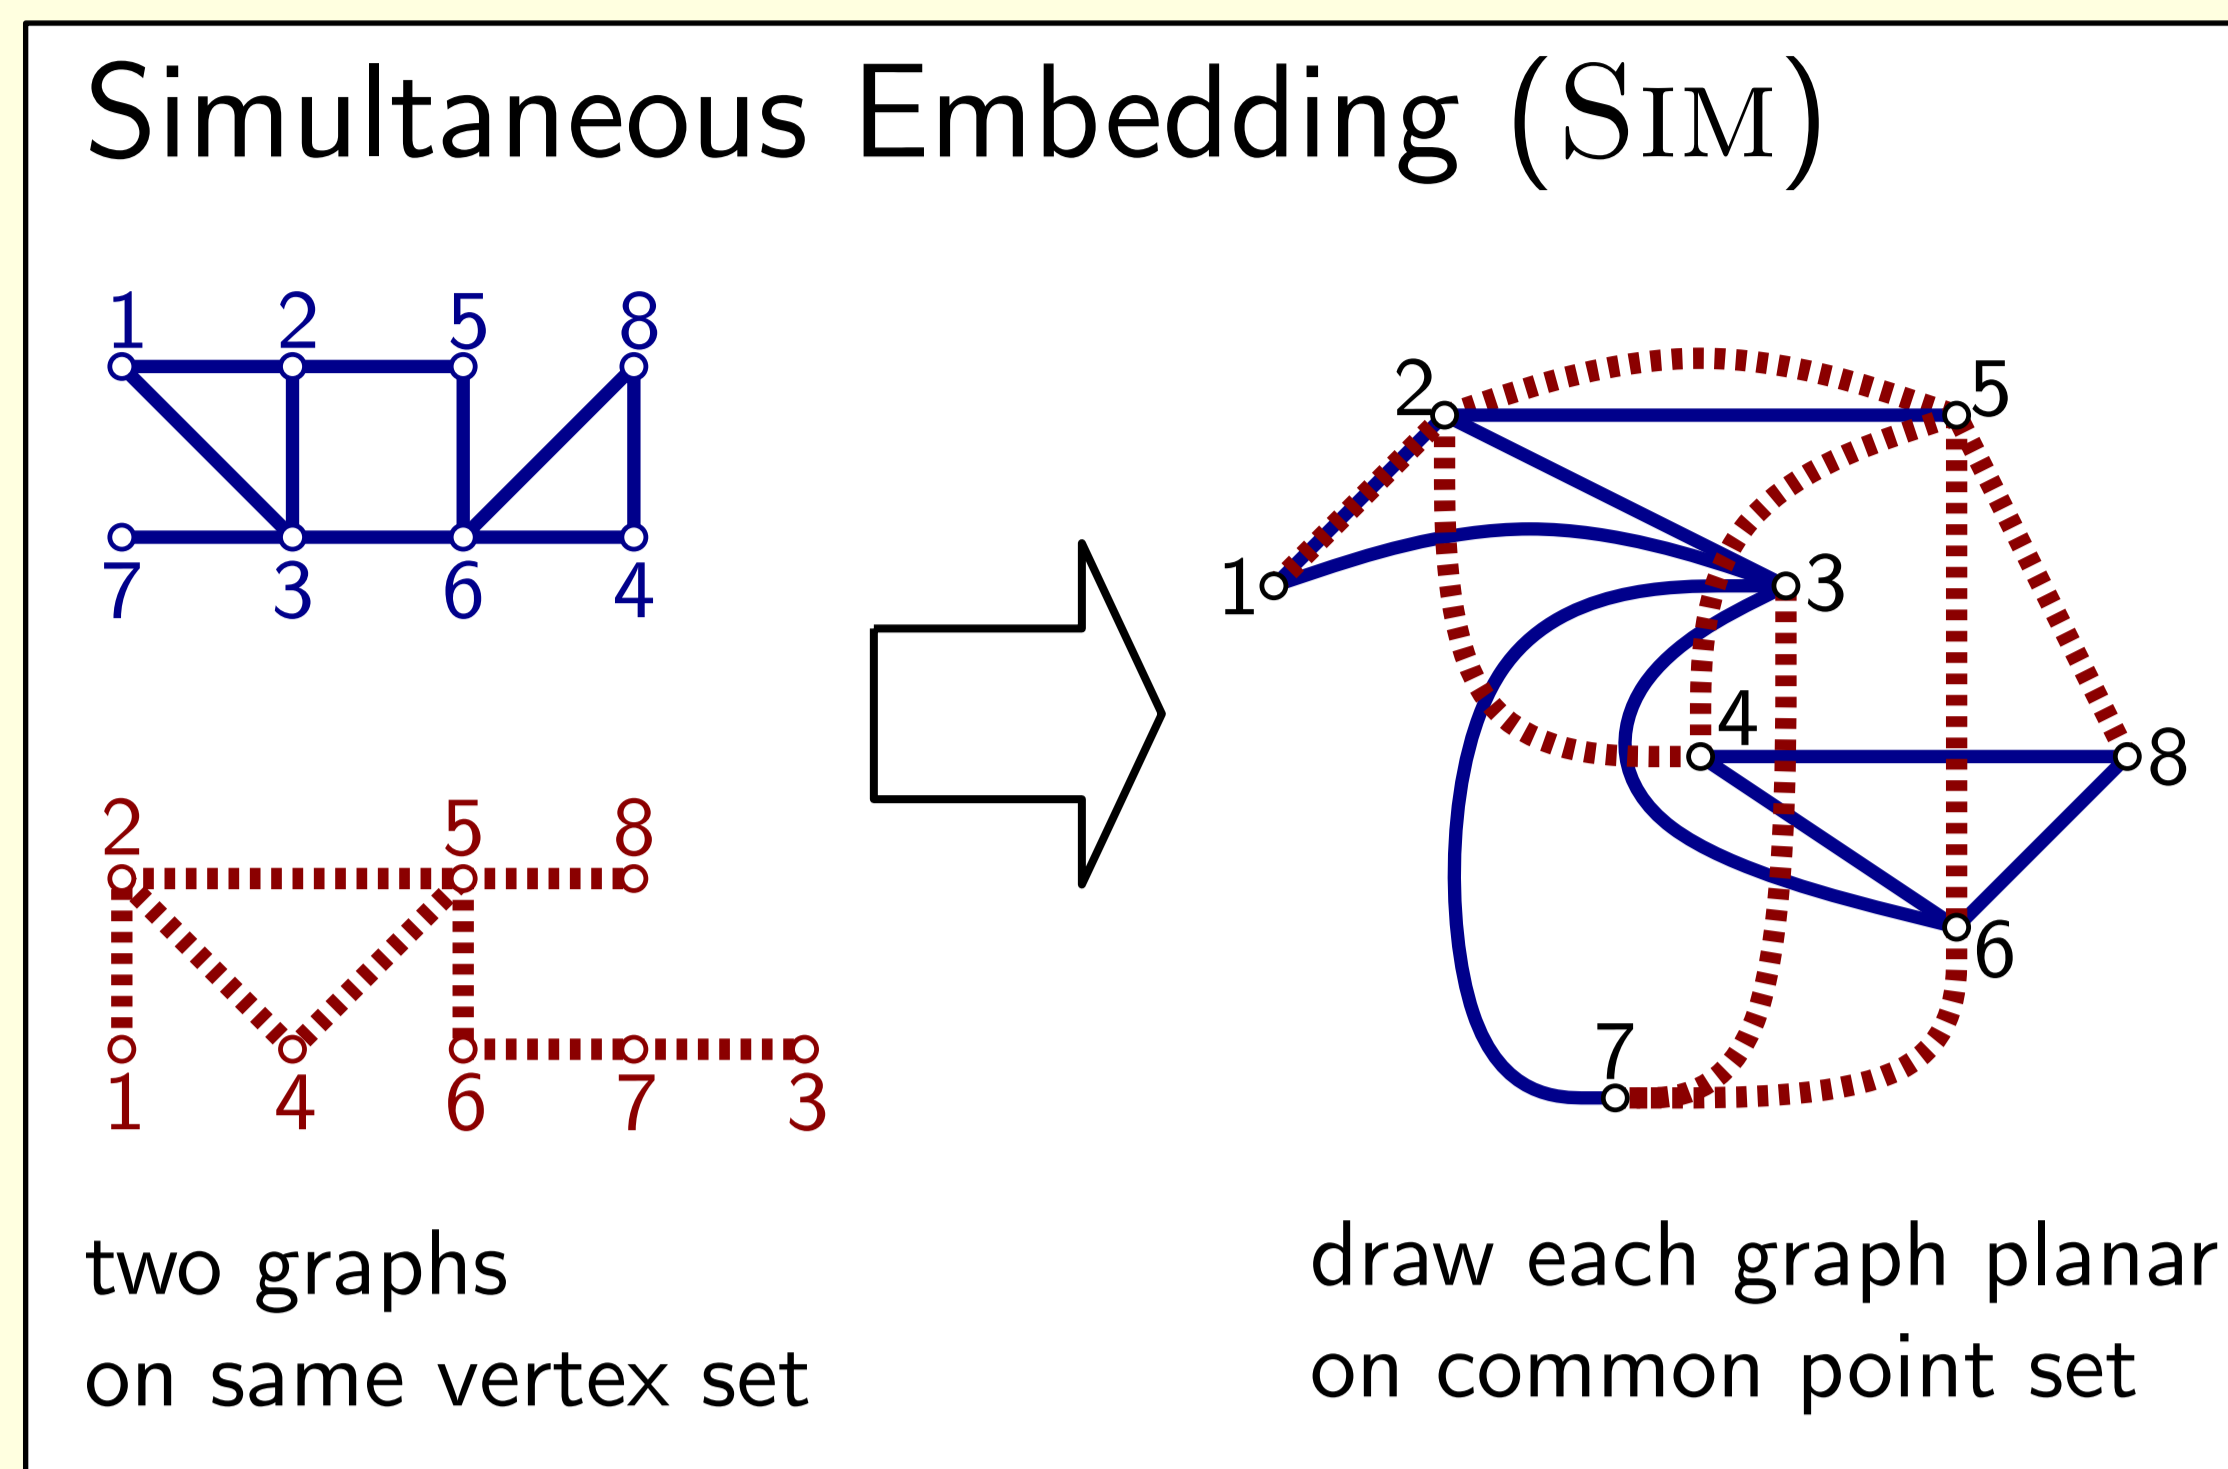 Simultaneous Embedding (SIM)
1 2 5 8
7 3 6 4
2 5 8
1 4 6 7 3
2 5
1 3
4 8
6
7
two graphs
on same vertex set
draw each graph planar
on common point set